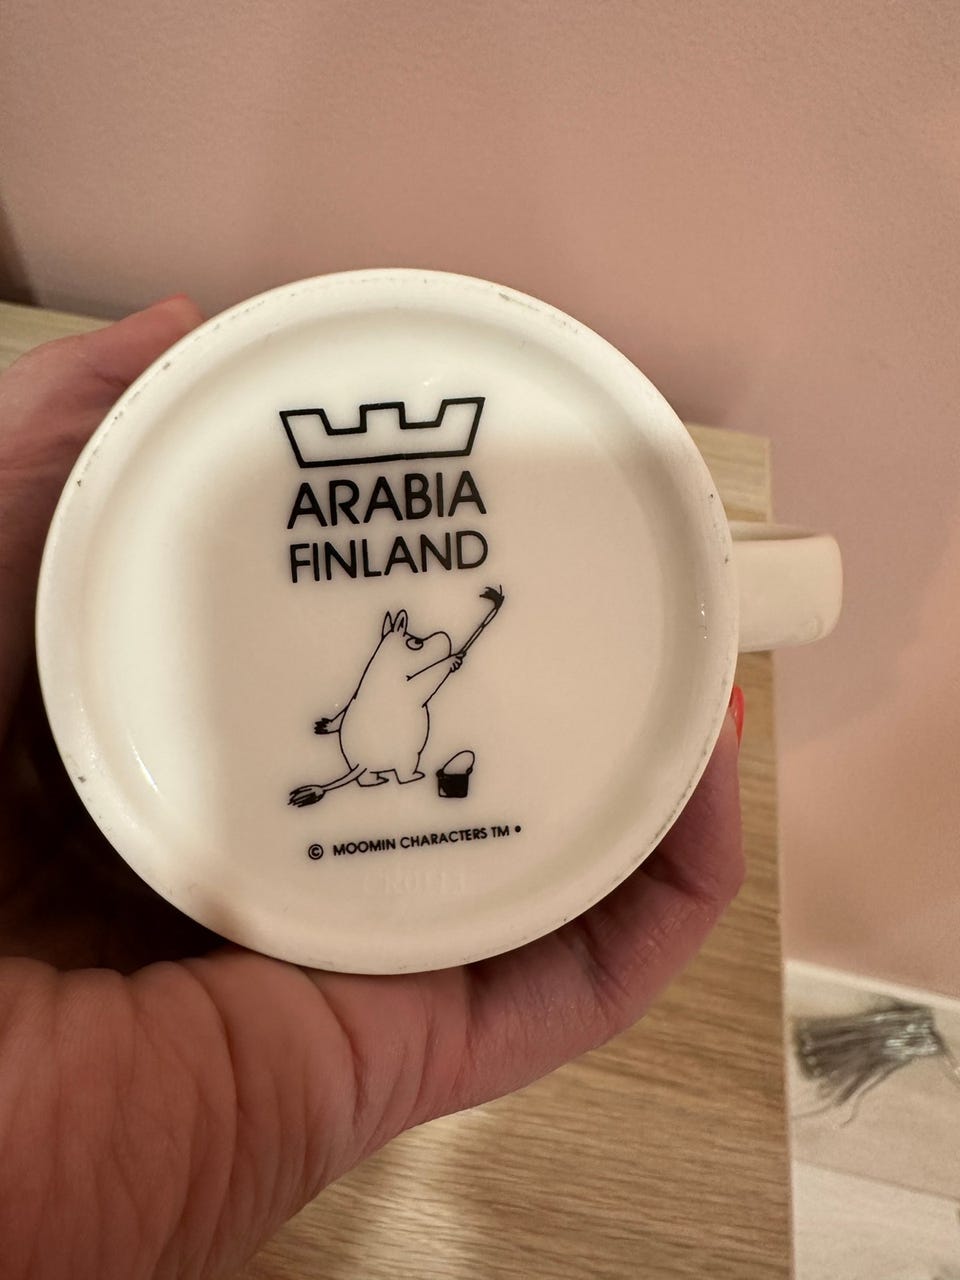 ARABIA
FINLAND
© MOOMIN CHARACTERS TM •